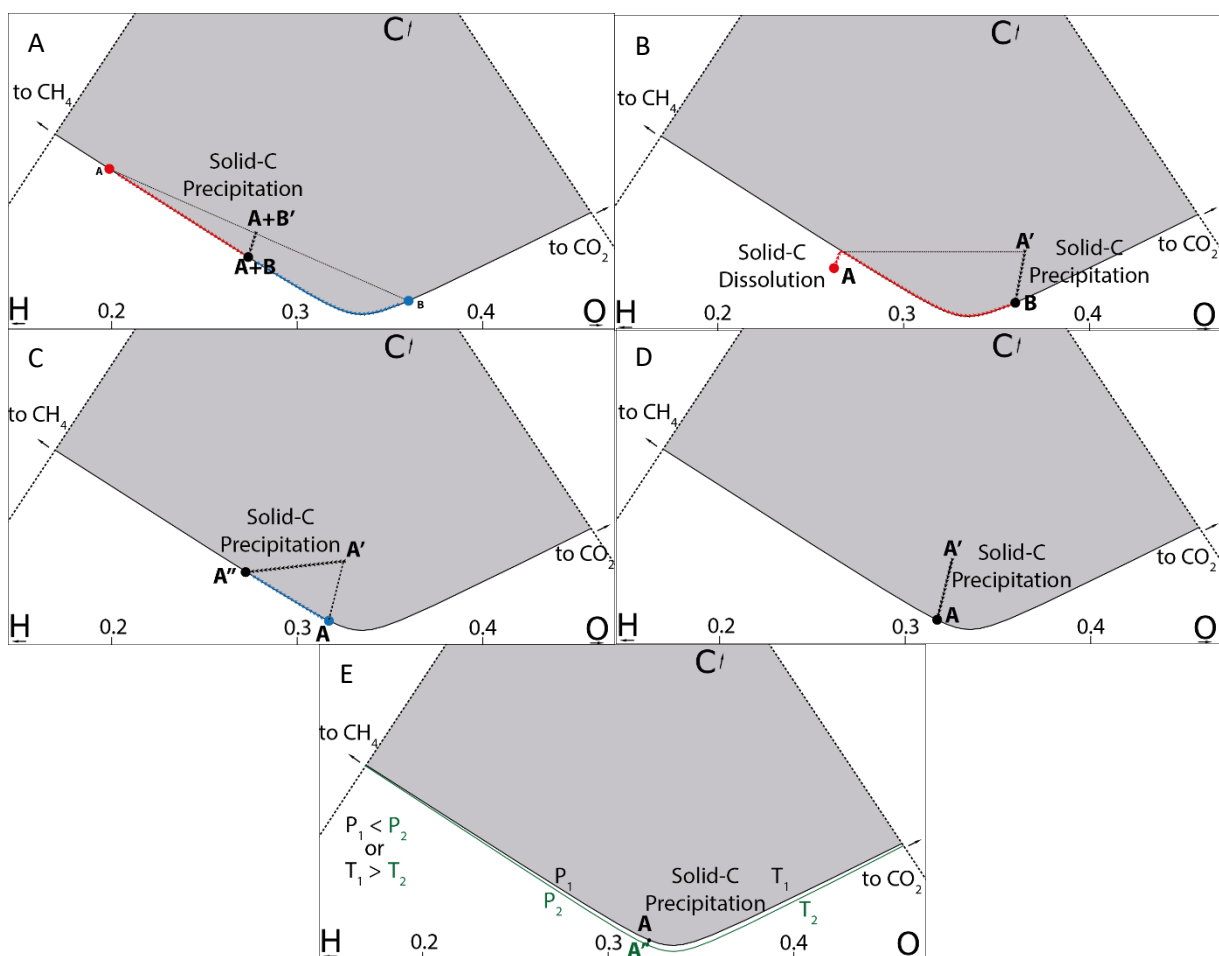 A
C
to CH4
A
Solid-C
Precipitation
A+B'
A+B
B
to CO2
H
0.2
0.3
0.4
O
B
C
to CH4
Solid-C
Dissolution
A
A'
Solid-C
Precipitation
B
to CO2
H
0.2
0.3
0.4
O
C
C
to CH4
Solid-C
Precipitation
A'
A"
A
to CO2
H
0.2
0.3
0.4
O
D
C
to CH4
A'
Solid-C
Precipitation
A
to CO2
H
0.2
0.3
0.4
O
E
C
to CH4
P1 < P2
or
T1 > T2
P1
P2
Solid-C
Precipitation
T1
T2
A
A"
to CO2
H
0.2
0.3
0.4
O